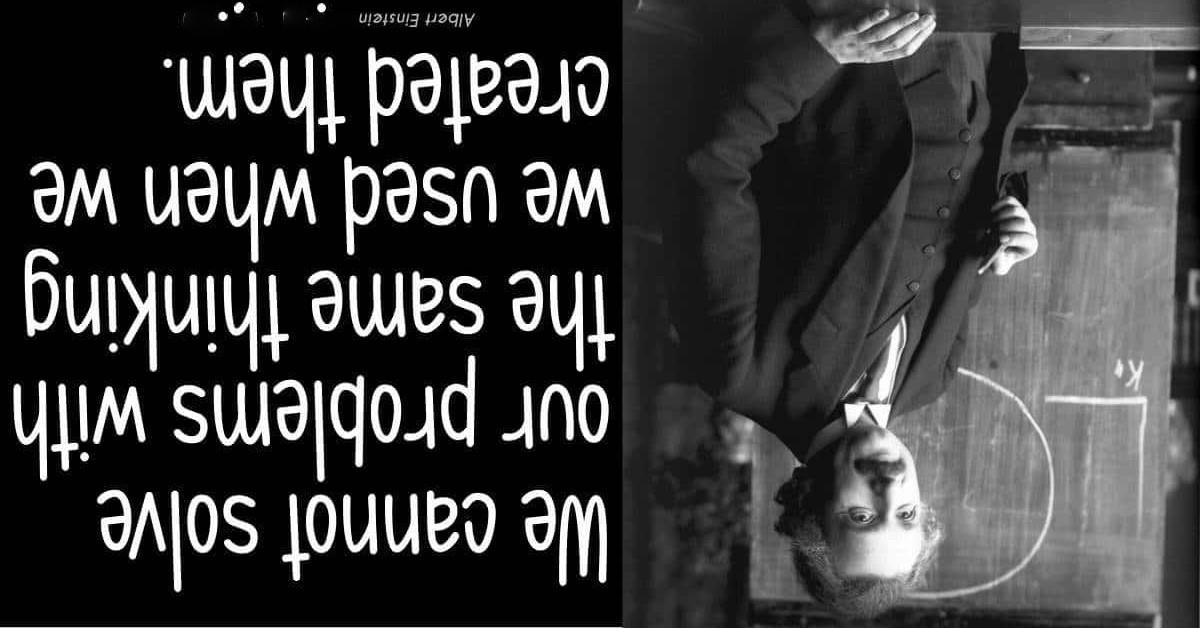 We cannot solve
our problems with
the same thinking
we used when we
created them.
Albert Einstein
K'